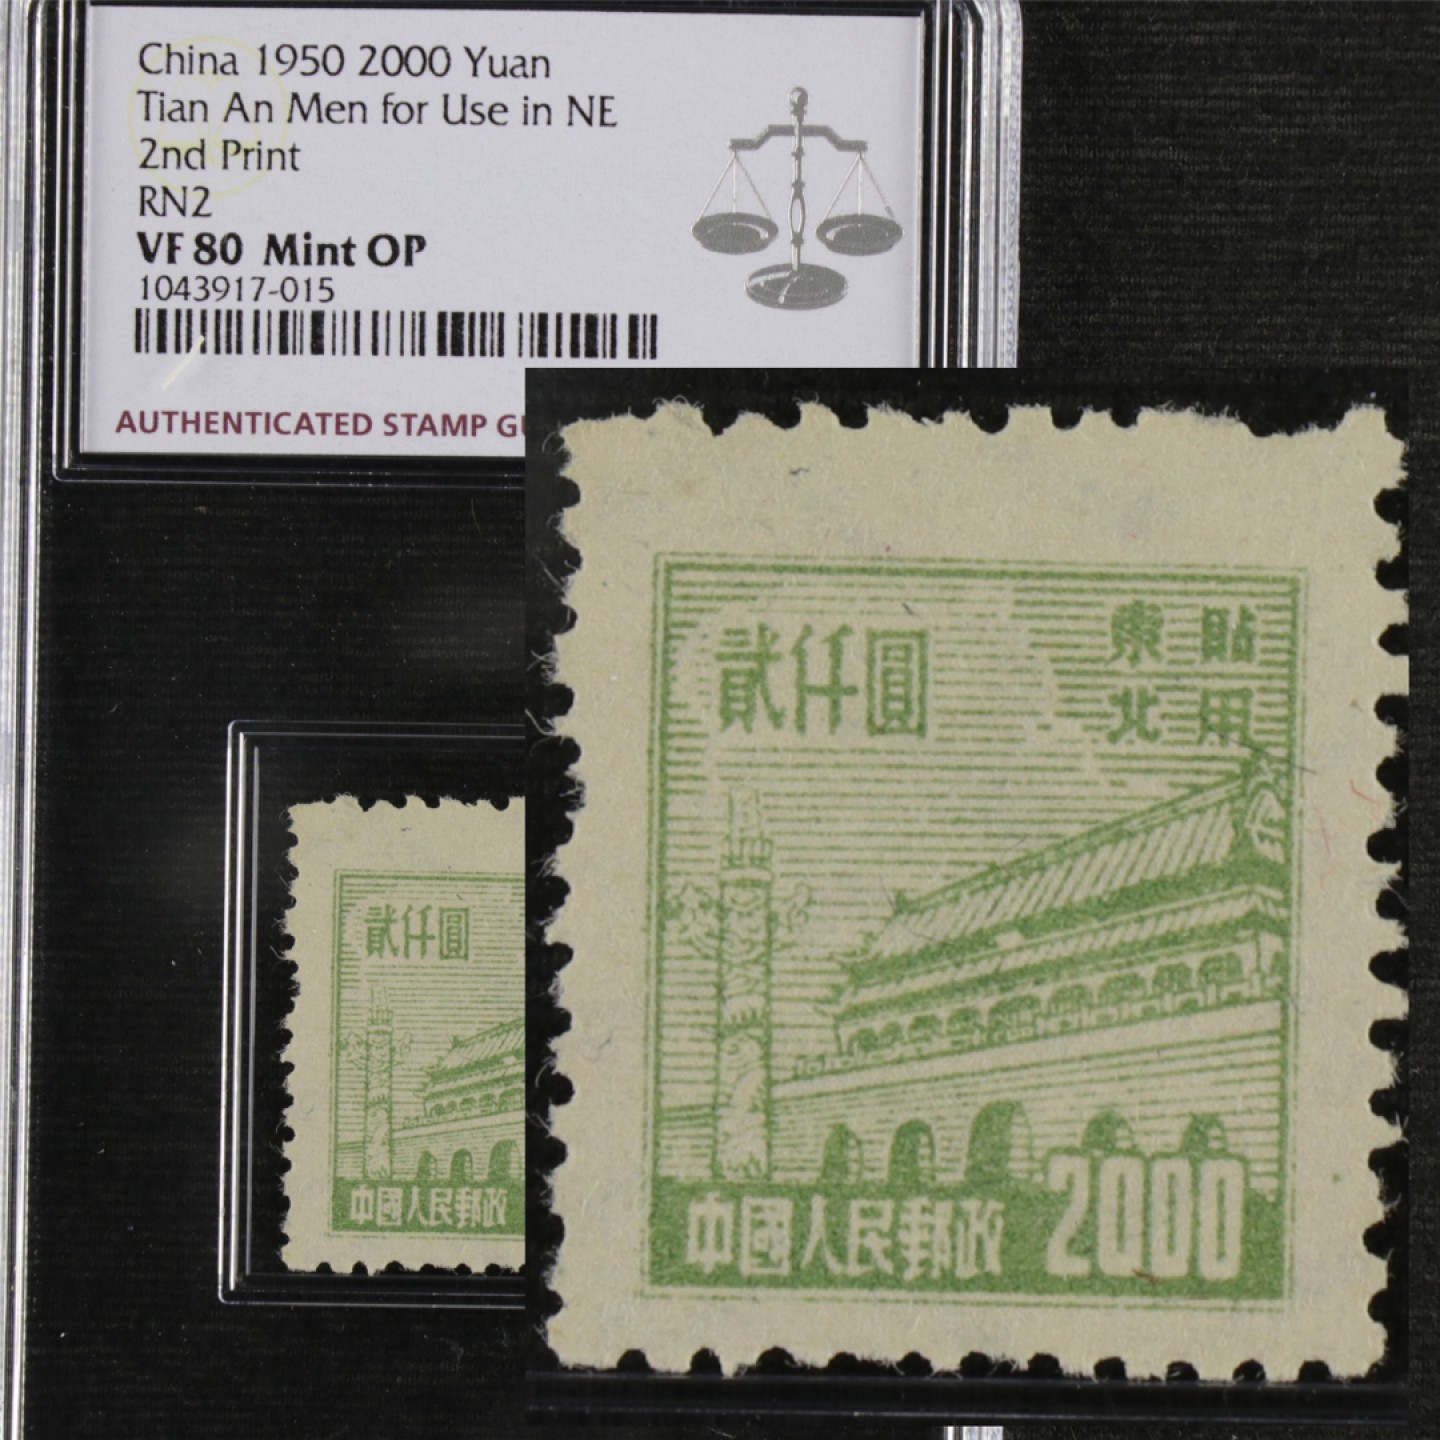 China 1950 2000 Yuan
Tian An Men for Use in NE
2nd Print
RN2
VF 80 Mint OP
1043917-015
AUTHENTICATED STAMP GU
貳仟圓
中國人民郵政
貳仟圓
東北
貼用
中國人民郵政 2000